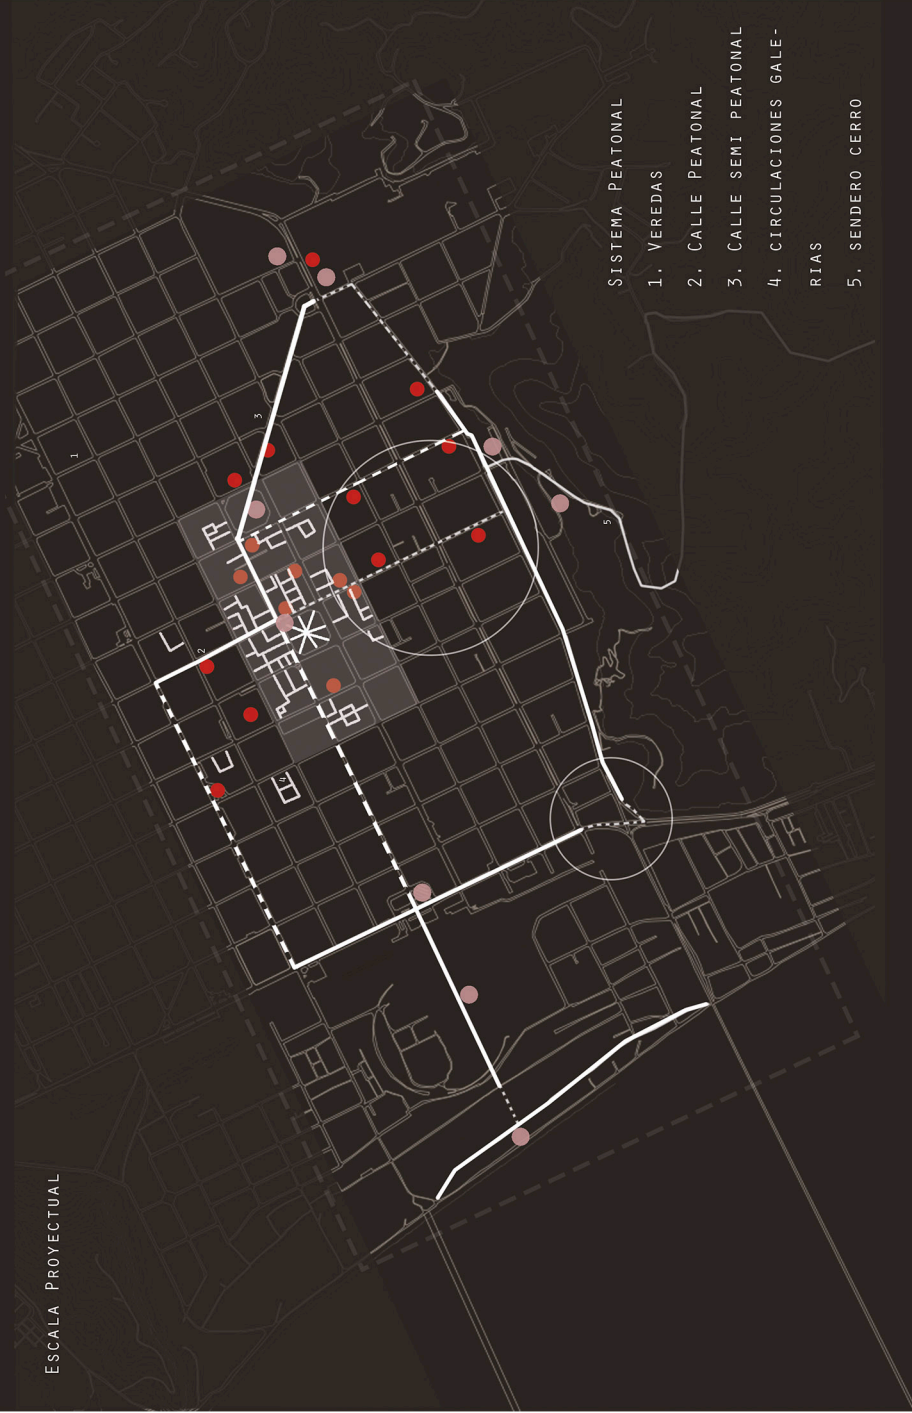 ESCALA PROYECTUAL
SISTEMA PEATONAL
1. VEREDAS
2. CALLE PEATONAL
3. CALLE SEMI PEATONAL
4. CIRCULACIONES GALE-
RIAS
5. SENDERO CERRO
1
2
3
4
5